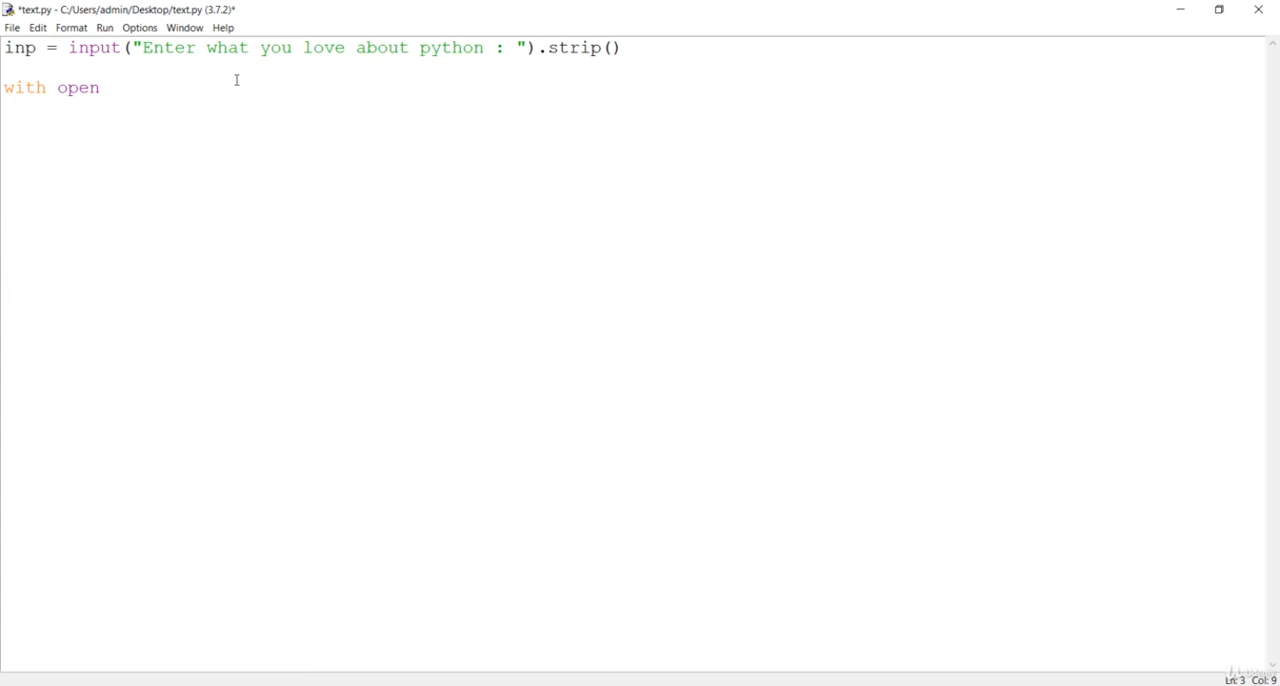 *text.py - C:/Users/admin/Desktop/text.py (3.7.2)*
File Edit Format Run Options Window Help
inp = input("Enter what you love about python : ").strip()
with open
Ln: 3 Col: 9